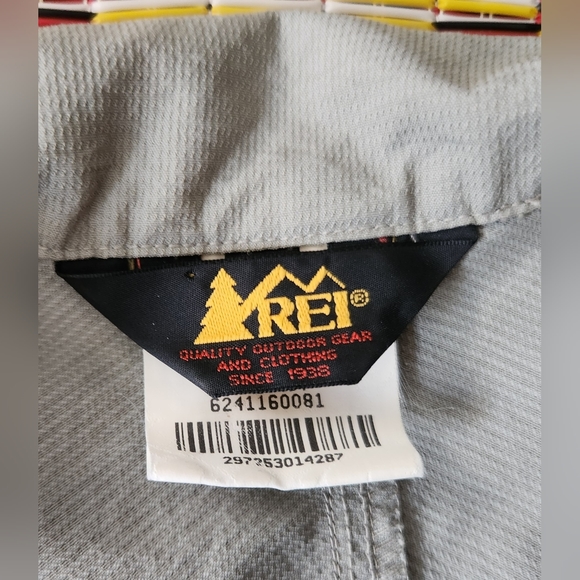 REI®
QUALITY OUTDOOR GEAR
AND CLOTHING
SINCE 1938
6241160081
297253014287